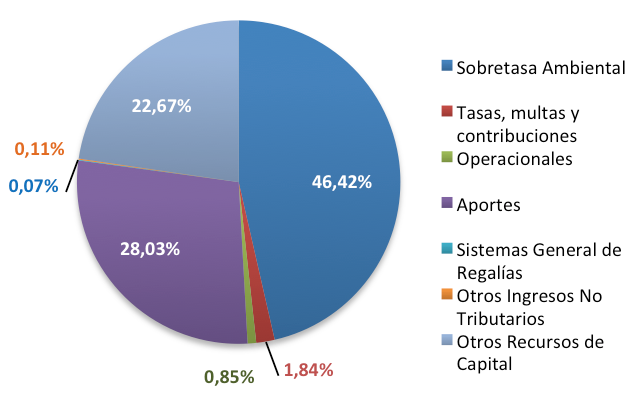 22,67%
0,11%
0,07%
46,42%
28,03%
0,85%
1,84%
Sobretasa Ambiental
Tasas, multas y
contribuciones
Operacionales
Aportes
Sistemas General de
Regalías
Otros Ingresos No
Tributarios
Otros Recursos de
Capital